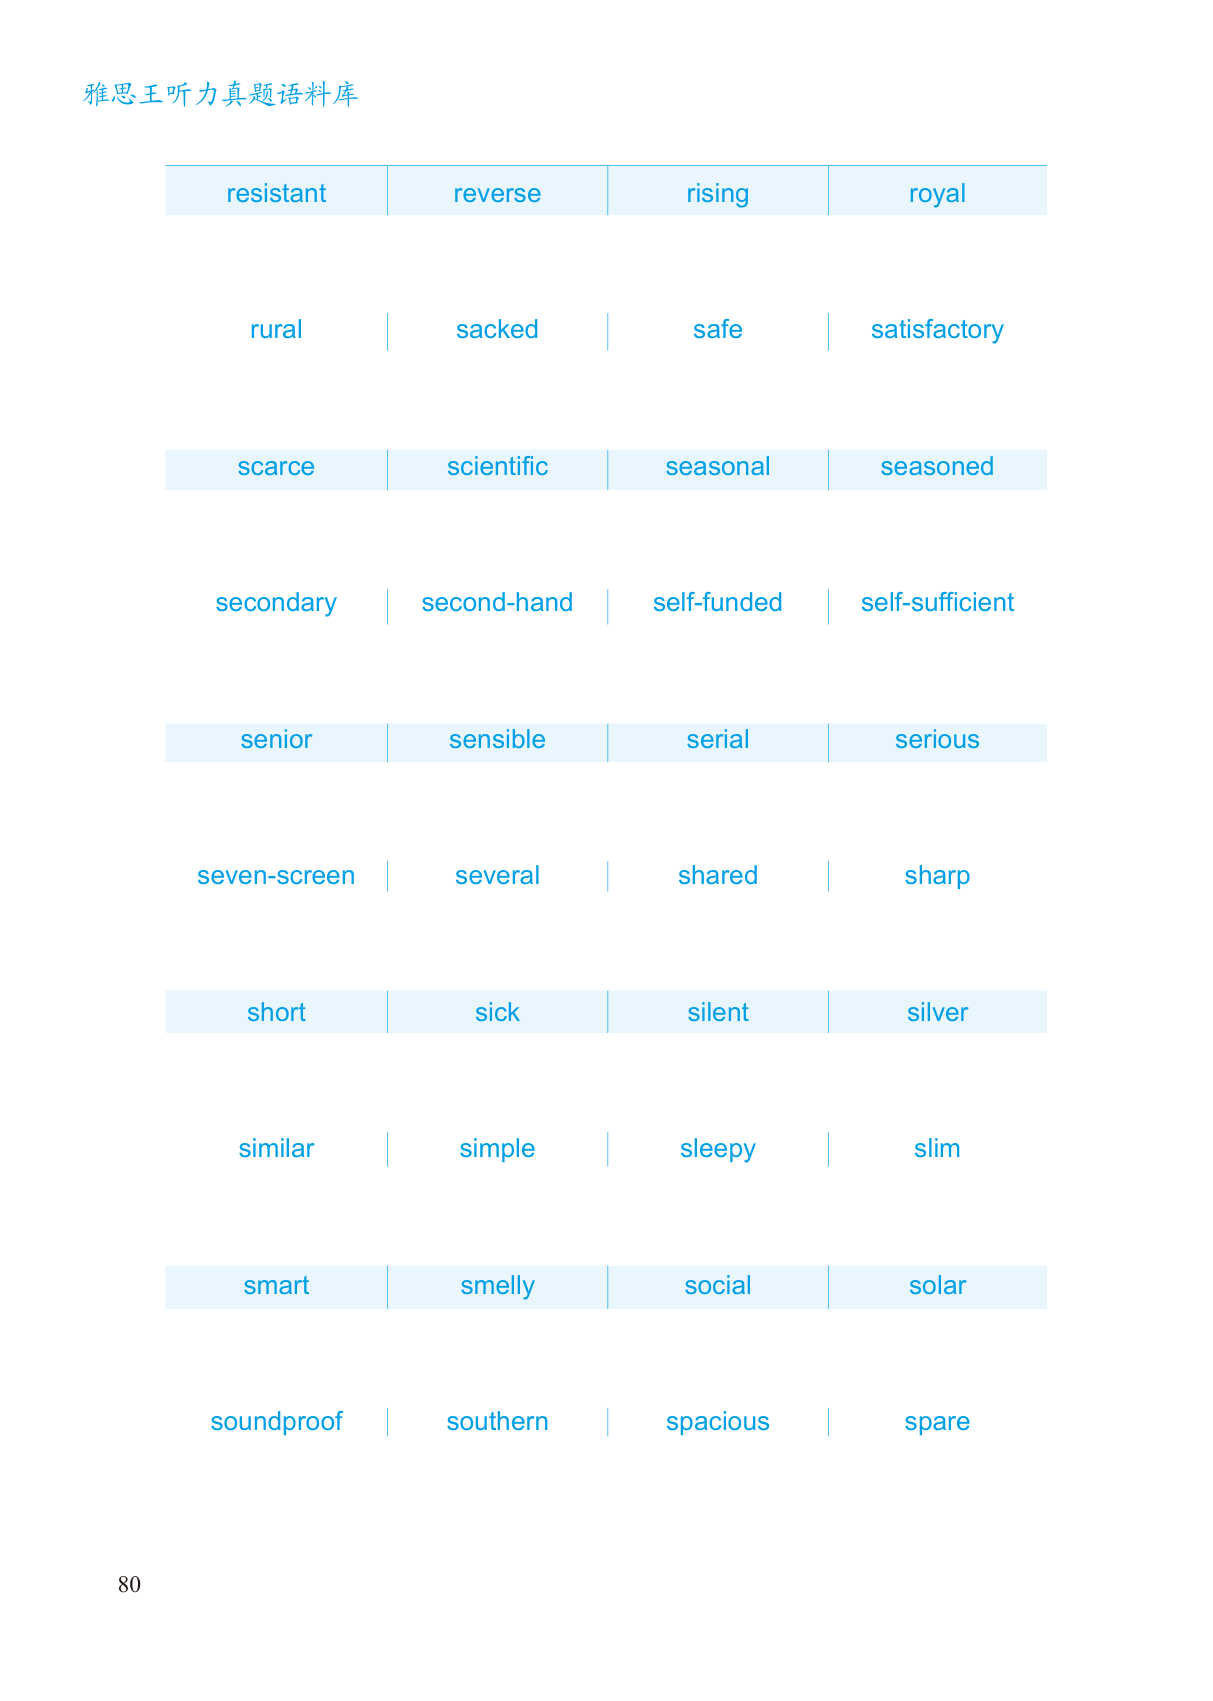 雅思王听力真题语料库
resistant reverse rising royal
rural sacked safe satisfactory
scarce scientific seasonal seasoned
secondary second-hand self-funded self-sufficient
senior sensible serial serious
seven-screen several shared sharp
short sick silent silver
similar simple sleepy slim
smart smelly social solar
soundproof southern spacious spare
80